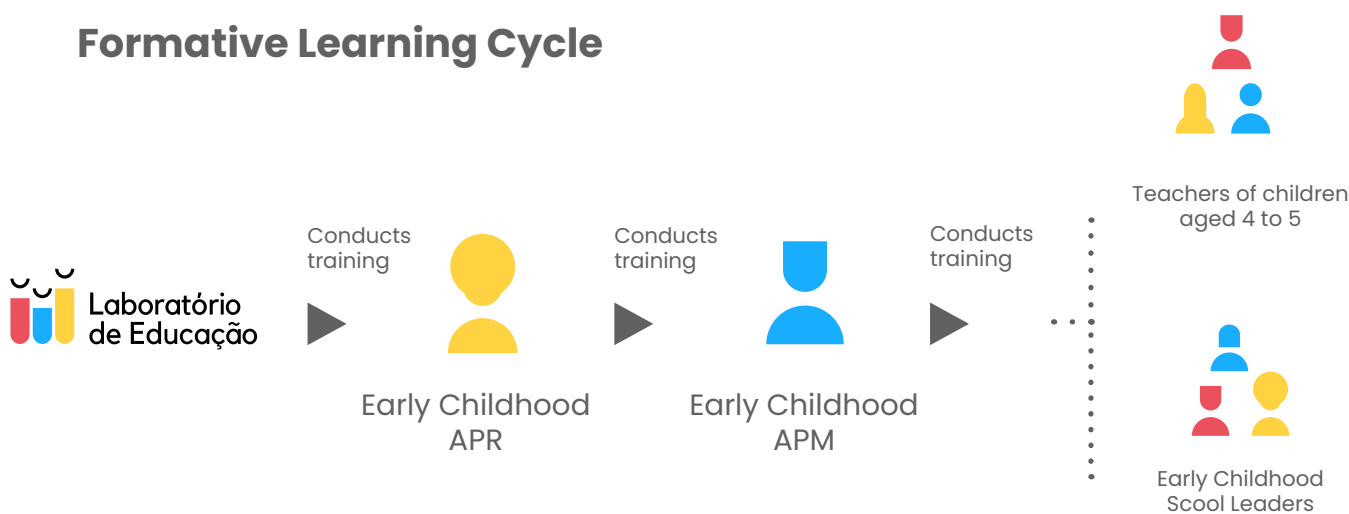 Formative Learning Cycle
Laboratório
de Educação
Conducts
training
Early Childhood
APR
Conducts
training
Early Childhood
APM
Conducts
training
Teachers of children
aged 4 to 5
Early Childhood
Scool Leaders